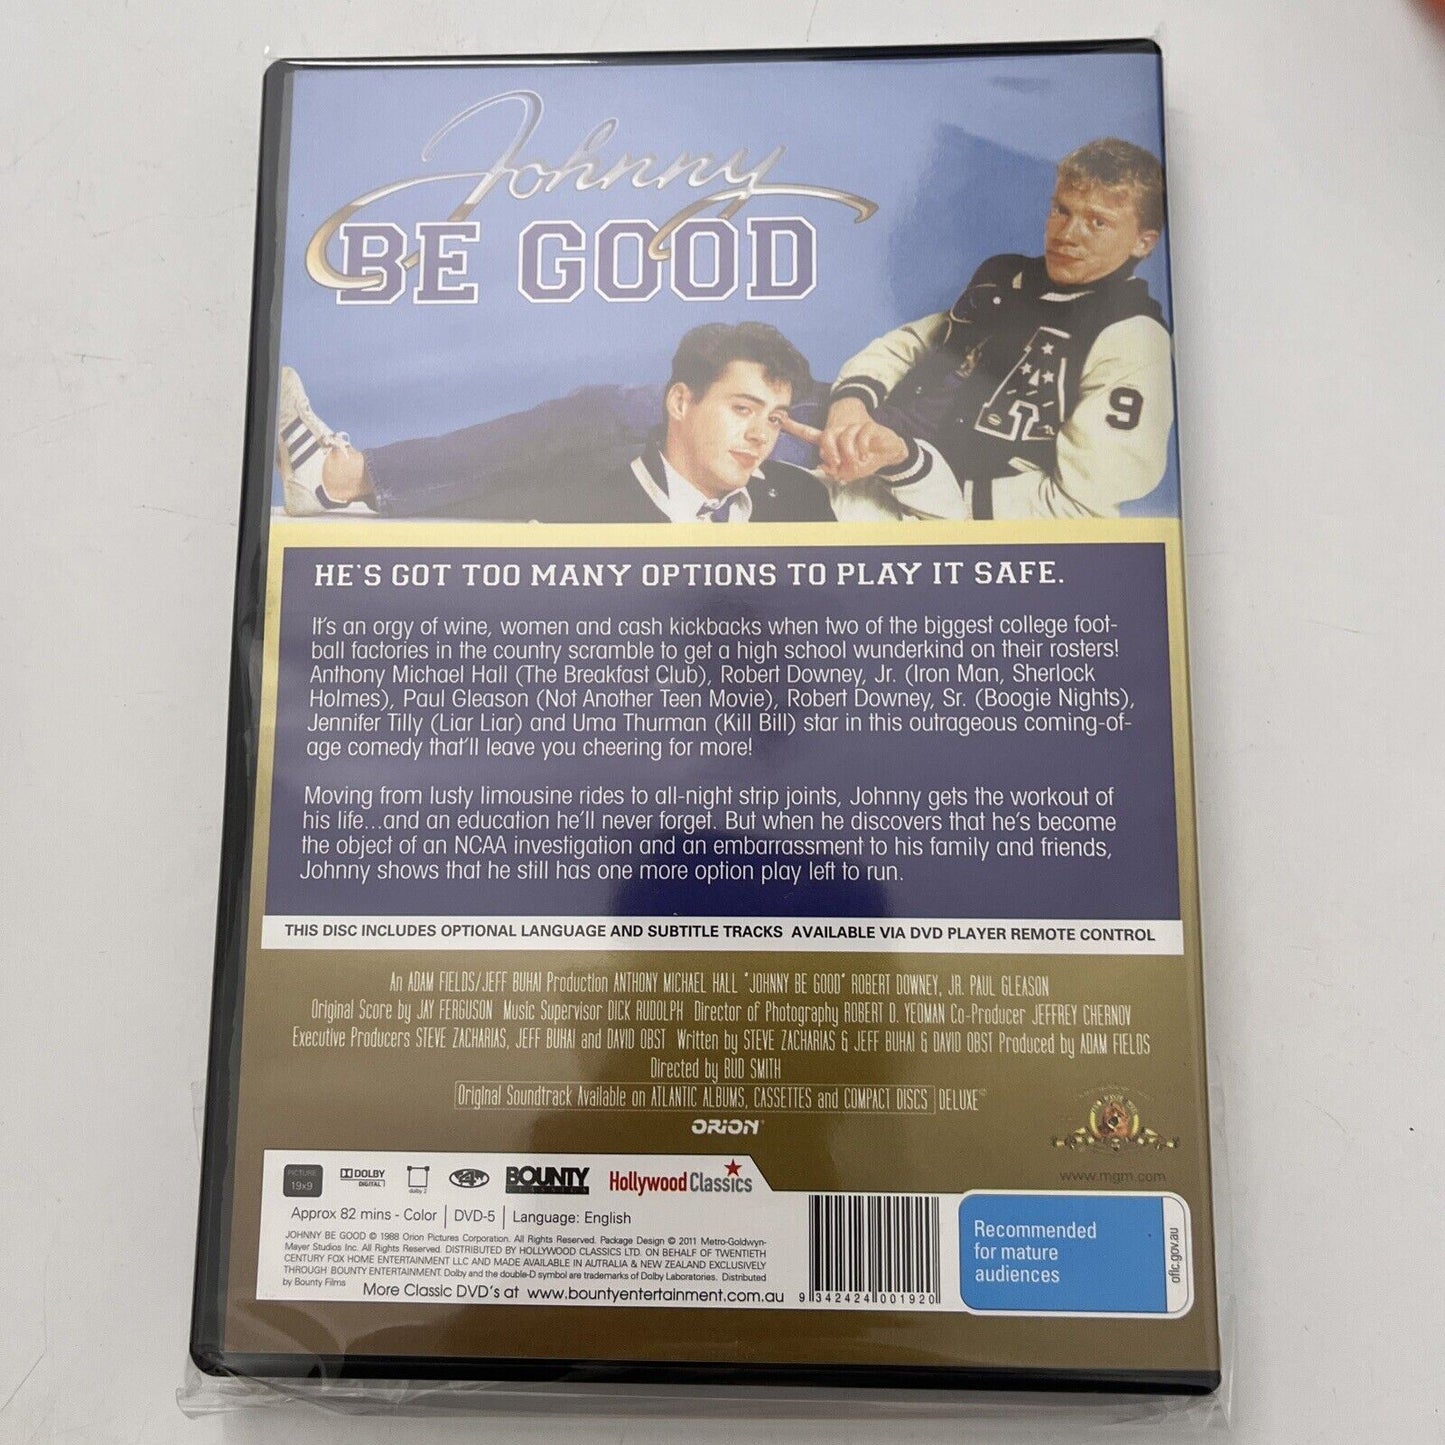 Johnny
BE GOOD
A
9
HE'S GOT TOO MANY OPTIONS TO PLAY IT SAFE.
It's an orgy of wine, women and cash kickbacks when two of the biggest college foot-
ball factories in the country scramble to get a high school wunderkind on their rosters!
Anthony Michael Hall (The Breakfast Club), Robert Downey, Jr. (Iron Man, Sherlock
Holmes), Paul Gleason (Not Another Teen Movie), Robert Downey, Sr. (Boogie Nights),
Jennifer Tilly (Liar Liar) and Uma Thurman (Kill Bill) star in this outrageous coming-of-
age comedy that'll leave you cheering for more!
Moving from lusty limousine rides to all-night strip joints, Johnny gets the workout of
his life...and an education he'll never forget. But when he discovers that he's become
the object of an NCAA investigation and an embarrassment to his family and friends,
Johnny shows that he still has one more option play left to run.
THIS DISC INCLUDES OPTIONAL LANGUAGE AND SUBTITLE TRACKS AVAILABLE VIA DVD PLAYER REMOTE CONTROL
An ADAM FIELDS/JEFF BUHAI Production ANTHONY MICHAEL HALL "JOHNNY BE GOOD" ROBERT DOWNEY, JR. PAUL GLEASON
Original Score by JAY FERGUSON Music Supervisor DICK RUDOLPH Director of Photography ROBERT D. YEOMAN Co-Producer JEFFREY CHERNOV
Executive Producers STEVE ZACHARIAS, JEFF BUHAI and DAVID OBST Written by STEVE ZACHARIAS & JEFF BUHAI & DAVID OBST Produced by ADAM FIELDS
Directed by BUD SMITH
Original Soundtrack Available on ATLANTIC ALBUMS, CASSETTES and COMPACT DISCS DELUXE
ORION
www.mgm.com
PICTURE
19x9
DOLBY
DIGITAL
dolby 2
4
BOUNTY
CLASSICS
Hollywood Classics
Approx 82 mins - Color | DVD-5 | Language: English
JOHNNY BE GOOD © 1988 Orion Pictures Corporation. All Rights Reserved. Package Design © 2011 Metro-Goldwyn-
Mayer Studios Inc. All Rights Reserved. DISTRIBUTED BY HOLLYWOOD CLASSICS LTD. ON BEHALF OF TWENTIETH
CENTURY FOX HOME ENTERTAINMENT LLC AND MADE AVAILABLE IN AUTRALIA & NEW ZEALAND EXCLUSIVELY
THROUGH BOUNTY ENTERTAINMENT. Dolby and the double-D symbol are trademarks of Dolby Laboratories. Distributed
by Bounty Films
More Classic DVD's at www.bountyentertainment.com.au
9 342424 001920
Recommended
for mature
audiences
oflc.gov.au